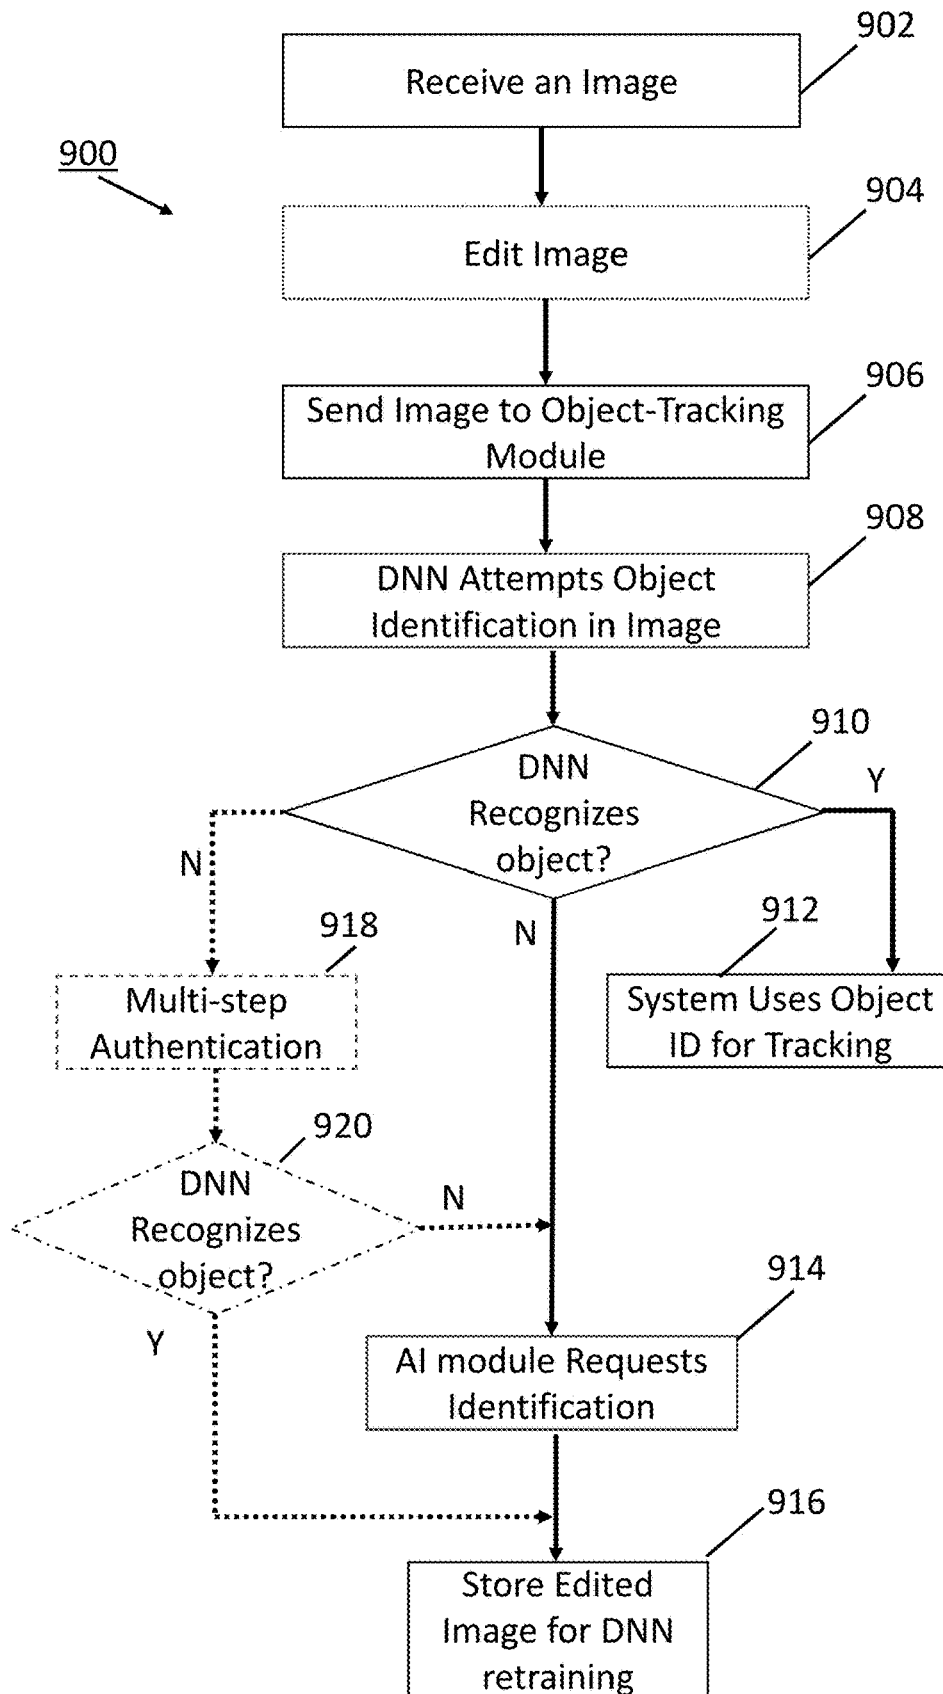 902
Receive an Image
900
904
Edit Image
906
Send Image to Object-Tracking
Module
908
DNN Attempts Object
Identification in Image
910
DNN
Recognizes
object?
Y
N
N
912
918
System Uses Object
ID for Tracking
Multi-step
Authentication
920
DNN
Recognizes
object?
N
Y
914
AI module Requests
Identification
916
Store Edited
Image for DNN
retraining